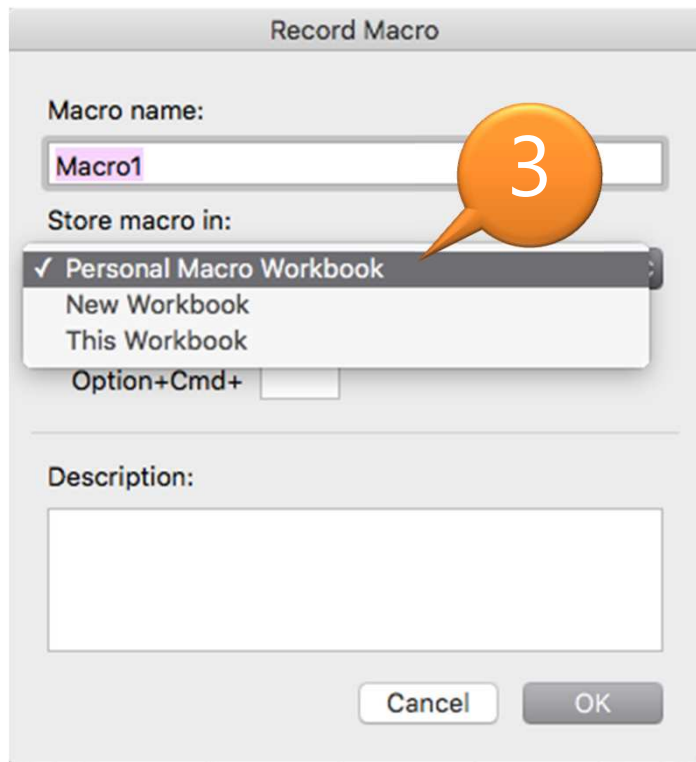 Record Macro
Macro name:
Macro1
3
Store macro in:
✓ Personal Macro Workbook
New Workbook
This Workbook
Option+Cmd+
Description:
Cancel OK